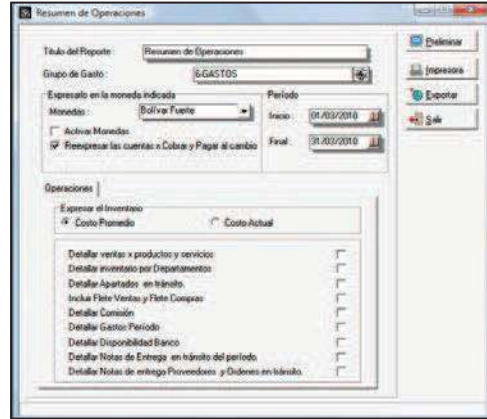 Resumen de Operaciones
Título del Reporte: Resumen de Operaciones
Grupo de Gasto: 6GASTOS
Expresarlo en la moneda indicada
Monedas: Bolívar Fuerte
Activar Monedas
Reexpresar las cuentas x Cobrar y Pagar al cambio
Período
Inicio: 01/03/2010
Final: 31/03/2010
Preliminar
Impresora
Exportar
Salir
Operaciones
Expresar el Inventario
Costo Promedio
Costo Actual
Detallar ventas x productos y servicios
Detallar inventario por Departamentos
Detallar Apartados en tránsito.
Incluir Flete Ventas y Flete Compras
Detallar Comisión
Detallar Gastos Período
Detallar Disponibilidad Banco
Detallar Notas de Entrega en tránsito del período.
Detallar Notas de entrega Proveedores y Ordenes en tránsito.